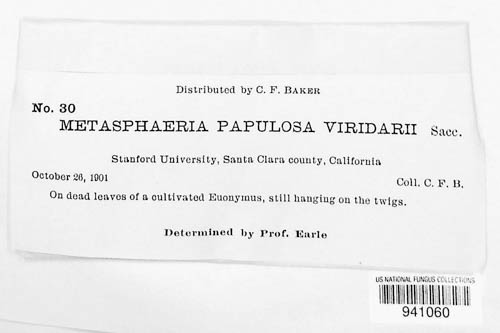 Distributed by C. F. BAKER
No. 30
METASPHAERIA PAPULOSA VIRIDARII Sacc.
Stanford University, Santa Clara county, California
October 26, 1901 Coll. C. F. B.
On dead leaves of a cultivated Euonymus, still hanging on the twigs.
Determined by Prof. Earle
US NATIONAL FUNGUS COLLECTIONS
941060